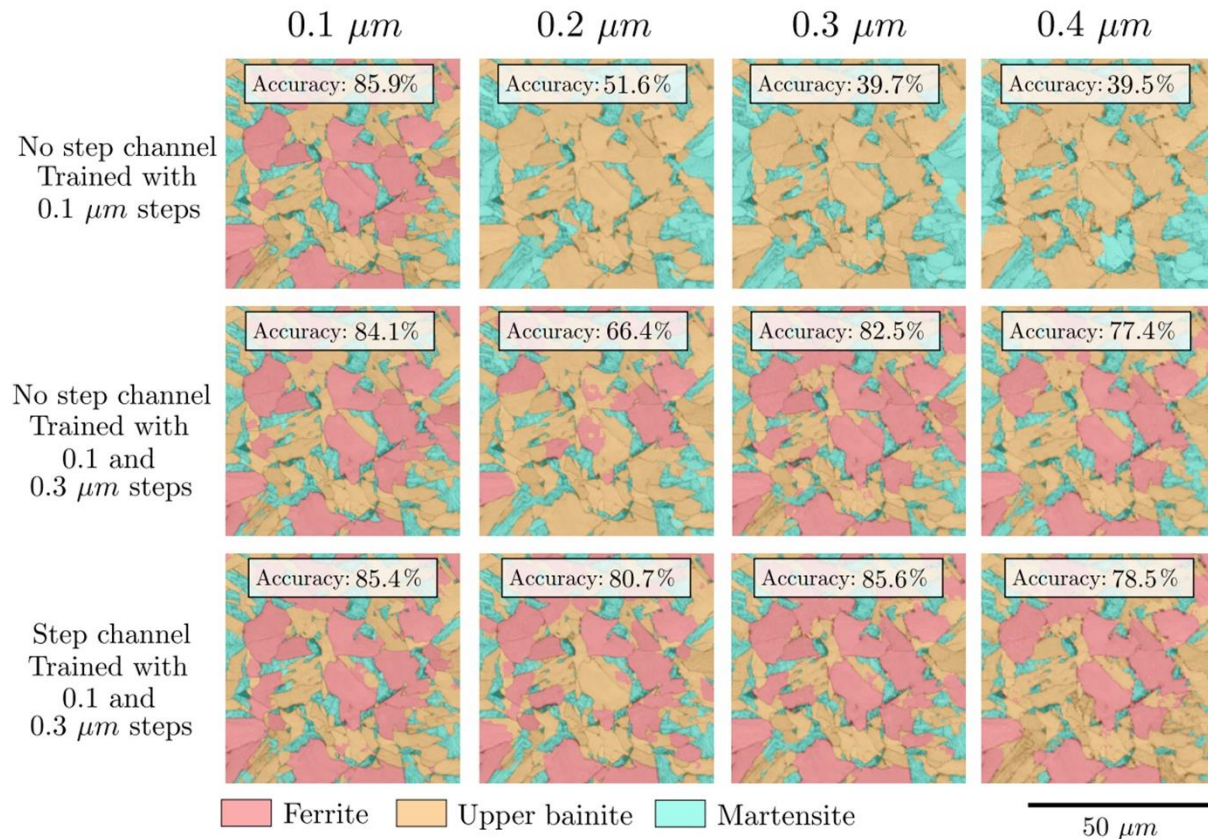 0.1 μm 0.2 μm 0.3 μm 0.4 μm
No step channel
Trained with
0.1 μm steps
Accuracy: 85.9% Accuracy: 51.6% Accuracy: 39.7% Accuracy: 39.5%
No step channel
Trained with
0.1 and
0.3 μm steps
Accuracy: 84.1% Accuracy: 66.4% Accuracy: 82.5% Accuracy: 77.4%
Step channel
Trained with
0.1 and
0.3 μm steps
Accuracy: 85.4% Accuracy: 80.7% Accuracy: 85.6% Accuracy: 78.5%
Ferrite Upper bainite Martensite
50 μm